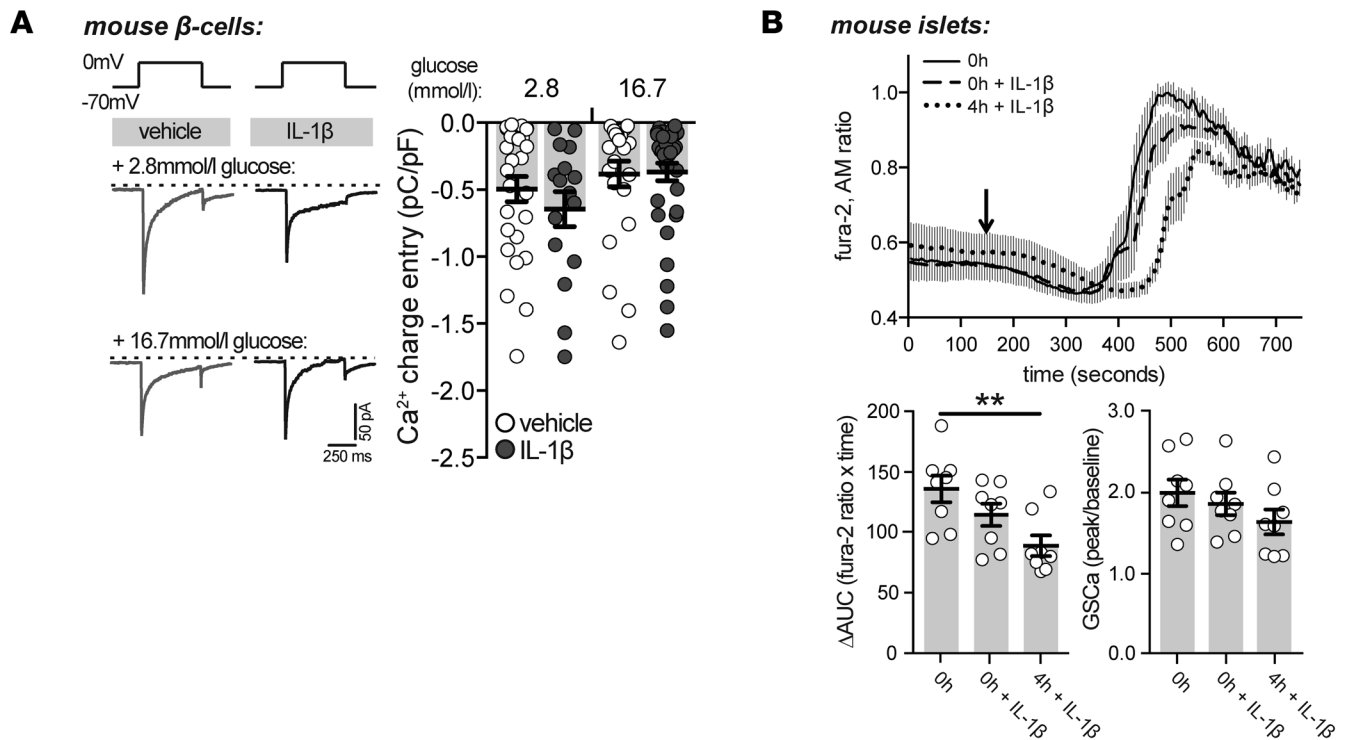 A
mouse β-cells:
0mV
-70mV
vehicle
IL-1β
+ 2.8mmol/l glucose:
+ 16.7mmol/l glucose:
50 pA
250 ms
glucose
(mmol/l):
2.8
16.7
Ca2+ charge entry (pC/pF)
0.0
-0.5
-1.0
-1.5
-2.0
-2.5
vehicle
IL-1β
B
mouse islets:
fura-2, AM ratio
1.0
0.8
0.6
0.4
0h
0h + IL-1β
4h + IL-1β
0 100 200 300 400 500 600 700
time (seconds)
ΔAUC (fura-2 ratio x time)
200
150
100
50
0
**
0h
0h + IL-1β
4h + IL-1β
GSCa (peak/baseline)
3.0
2.0
1.0
0.0
0h
0h + IL-1β
4h + IL-1β